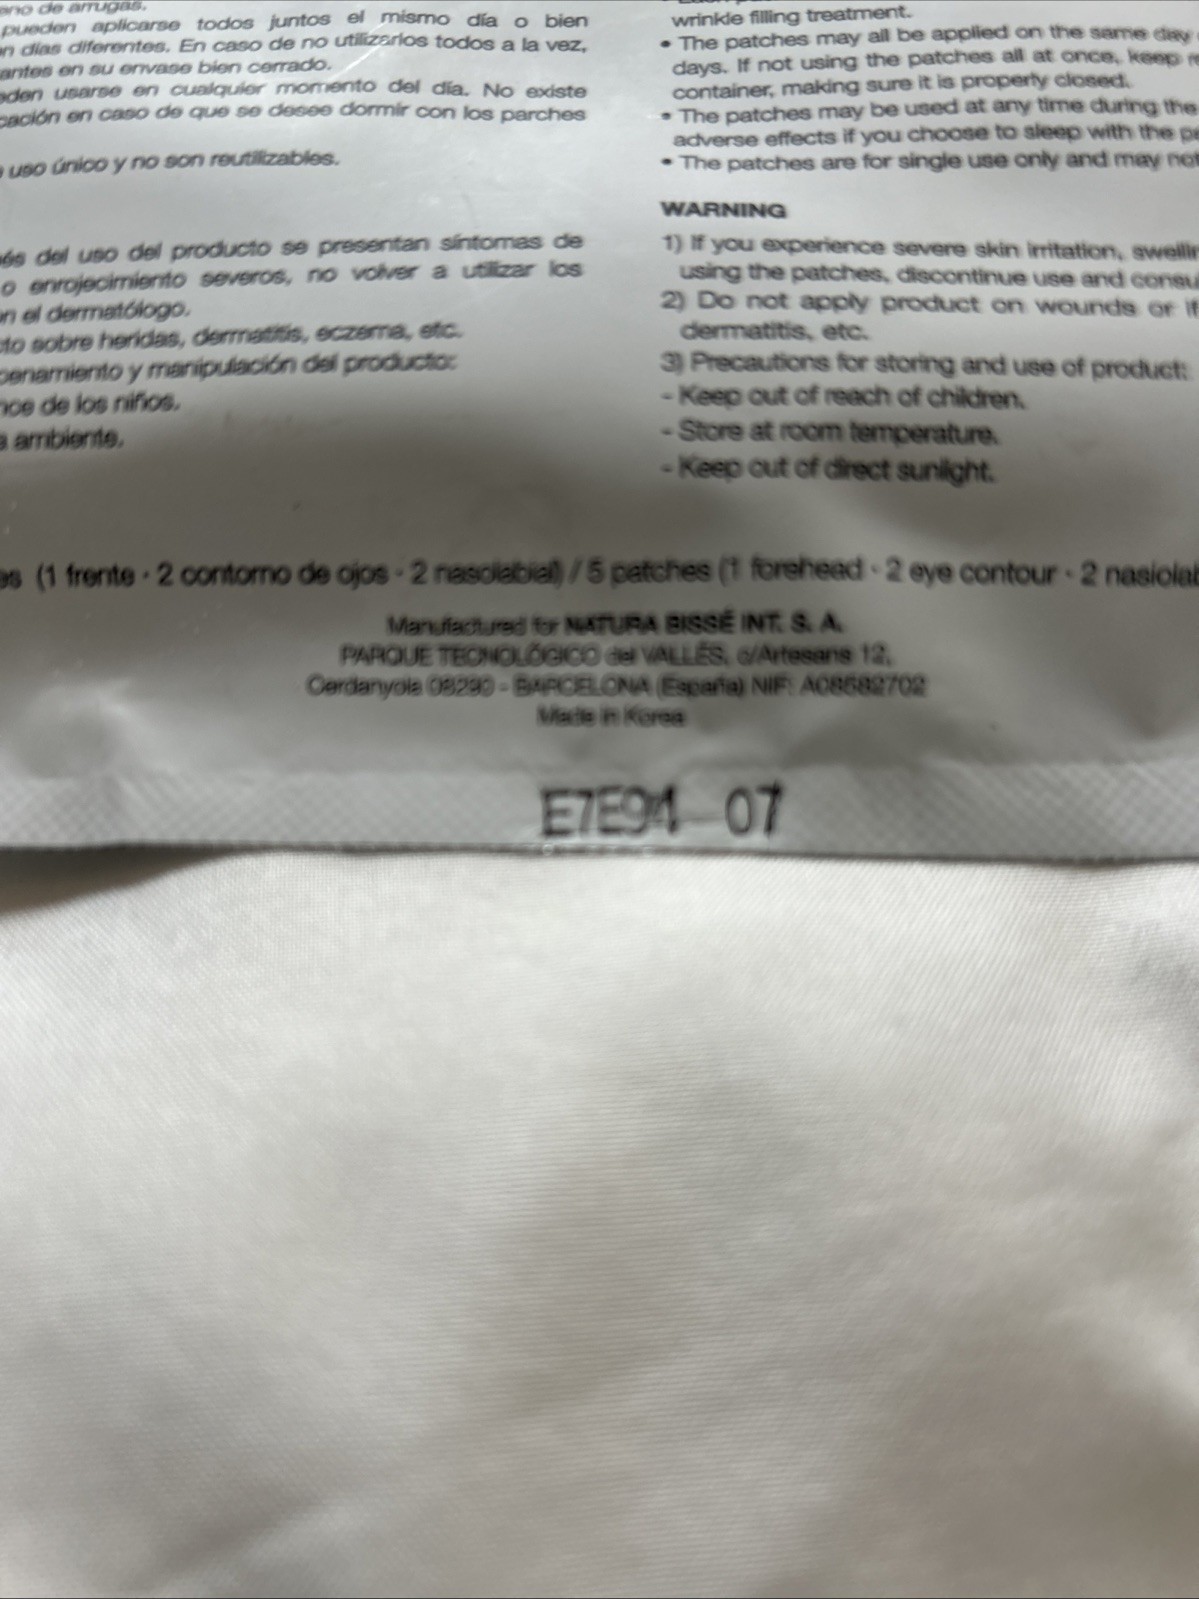 eno de arrugas.
pueden aplicarse todos juntos el mismo día o bien
n días diferentes. En caso de no utilizarlos todos a la vez,
antes en su envase bien cerrado.
eden usarse en cualquier momento del día. No existe
cación en caso de que se desee dormir con los parches
uso único y no son reutilizables.
és del uso del producto se presentan síntomas de
o enrojecimiento severos, no volver a utilizar los
n el dermatólogo.
cto sobre heridas, dermatitis, eczema, etc.
cenamiento y manipulación del producto:
nce de los niños.
a ambiente.
wrinkle filling treatment.
• The patches may all be applied on the same day
days. If not using the patches all at once, keep
container, making sure it is properly closed.
• The patches may be used at any time during the
adverse effects if you choose to sleep with the
• The patches are for single use only and may not
WARNING
1) If you experience severe skin irritation, swellin
using the patches, discontinue use and consu
2) Do not apply product on wounds or if
dermatitis, etc.
3) Precautions for storing and use of product:
- Keep out of reach of children.
- Store at room temperature.
- Keep out of direct sunlight.
es (1 frente · 2 contorno de ojos · 2 nasolabial) / 5 patches (1 forehead · 2 eye contour · 2 nasiolab
Manufactured for NATURA BISSÉ INT. S. A.
PARQUE TECNOLÓGICO del VALLÈS, c/Artesans 12,
Cerdanyola 08290 - BARCELONA (España) NIF: A08582702
Made in Korea
E7E94 07